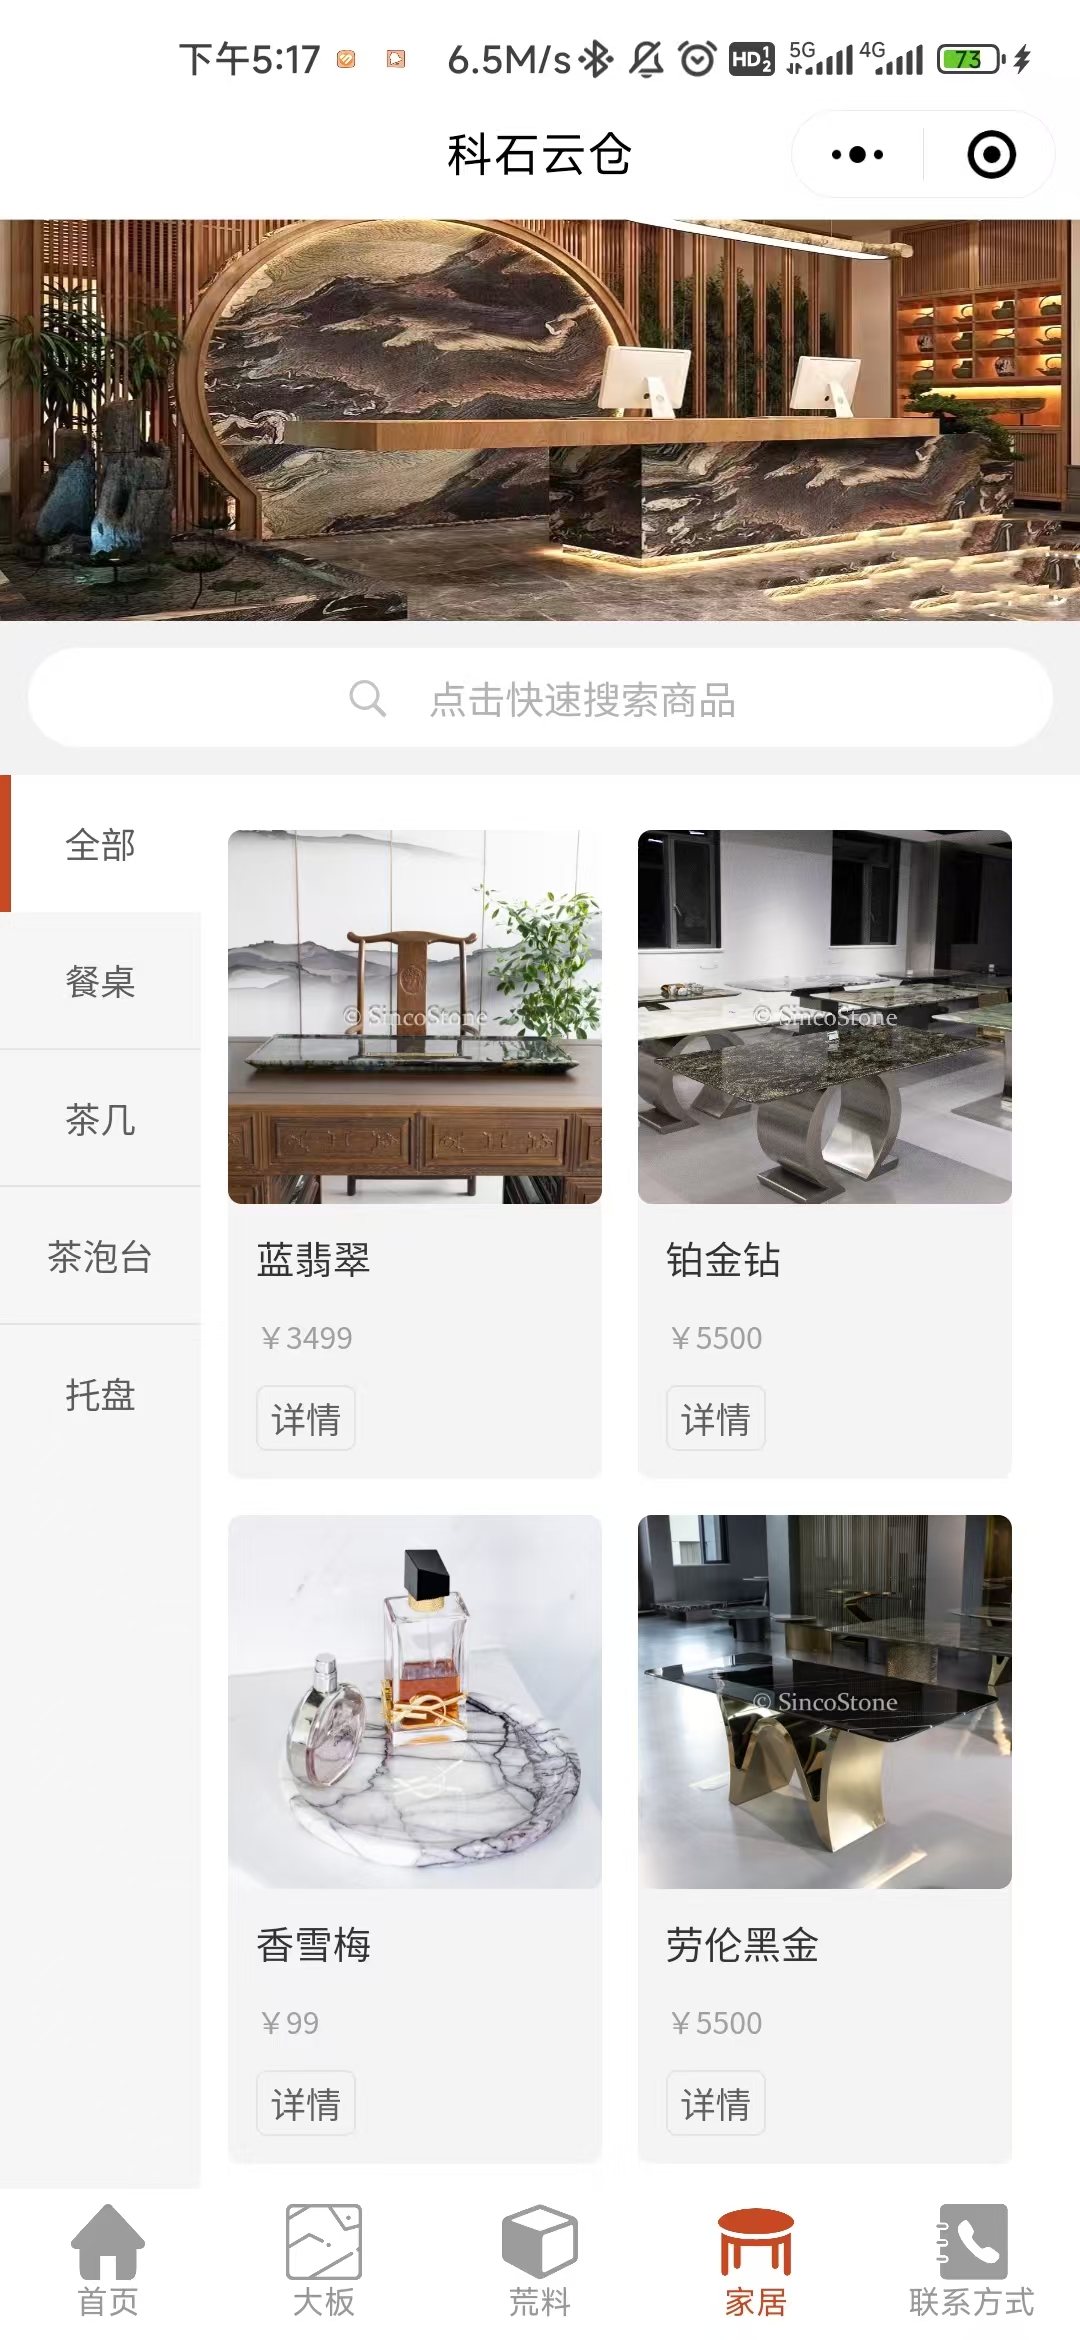 下午5:17 6.5M/s HD 1 2 5G 4G 73
科石云仓
点击快速搜索商品
全部
餐桌
茶几
茶泡台
托盘
© SincoStone
蓝翡翠
￥3499
详情
© SincoStone
铂金钻
￥5500
详情
香雪梅
￥99
详情
© SincoStone
劳伦黑金
￥5500
详情
首页
大板
荒料
家居
联系方式